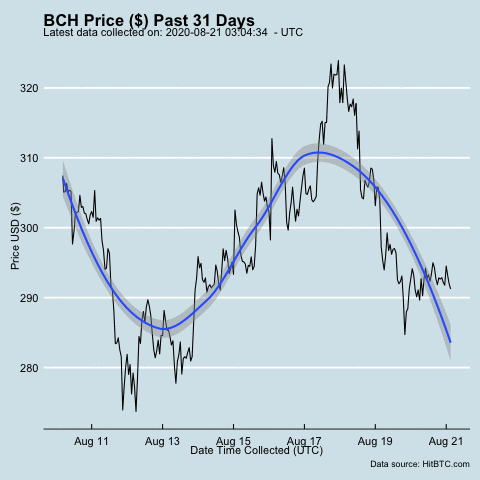 BCH Price ($) Past 31 Days
Latest data collected on: 2020-08-21 03:04:34  - UTC
320
310
300
290
280
Price USD ($)
Aug 11 Aug 13 Aug 15 Aug 17 Aug 19 Aug 21
Date Time Collected (UTC)
Data source: HitBTC.com